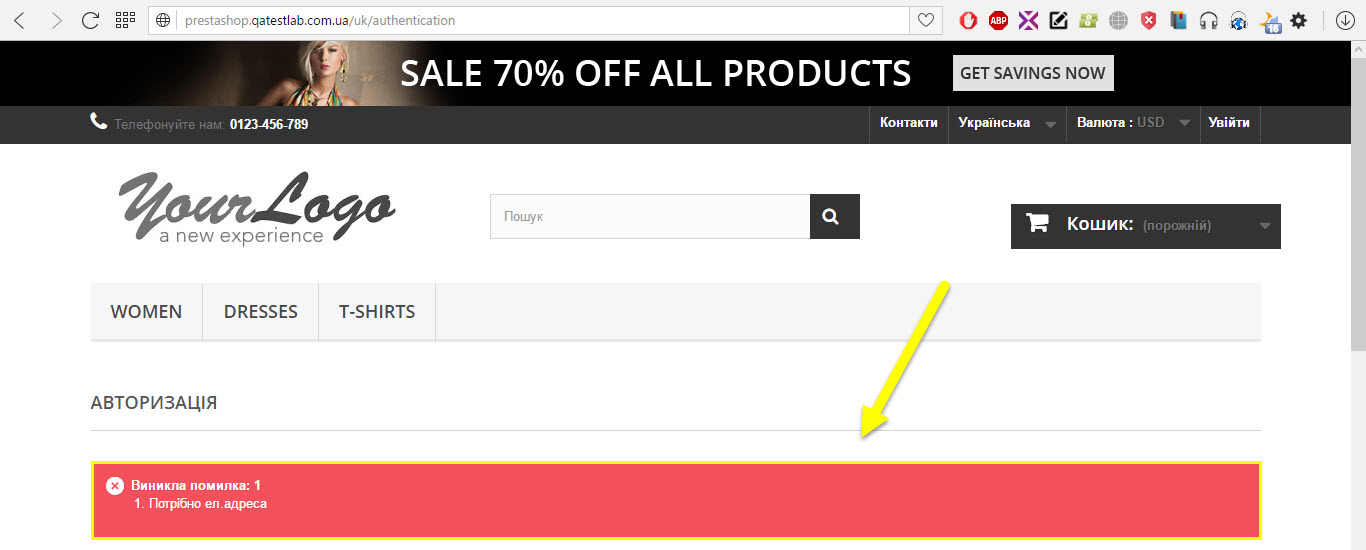 prestashop.qatestlab.com.ua/uk/authentication
ABP
16
SALE 70% OFF ALL PRODUCTS
GET SAVINGS NOW
Телефонуйте нам: 0123-456-789
Контакти
Українська
Валюта : USD
Увійти
YourLogo
a new experience
Пошук
Кошик: (порожній)
WOMEN
DRESSES
T-SHIRTS
АВТОРИЗАЦІЯ
Виникла помилка: 1
1. Потрібно ел.адреса